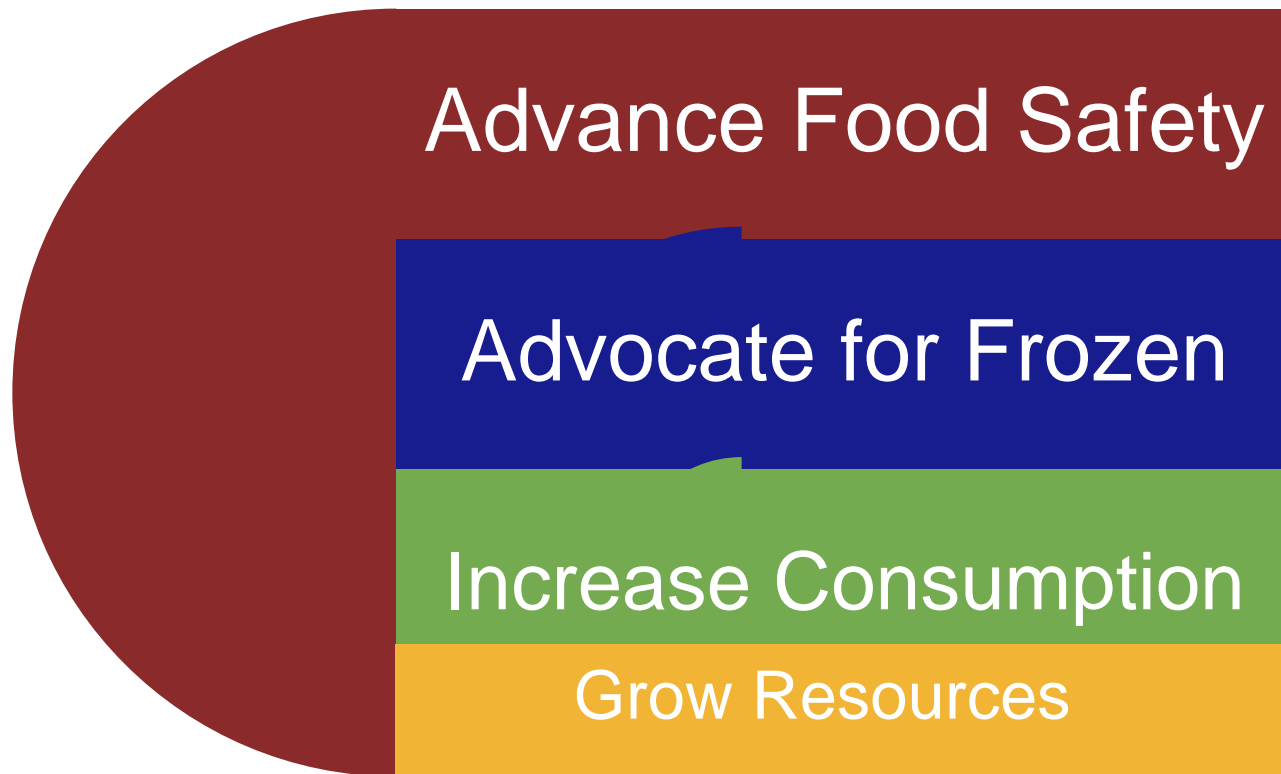 Advance Food Safety
Advocate for Frozen
Increase Consumption
Grow Resources